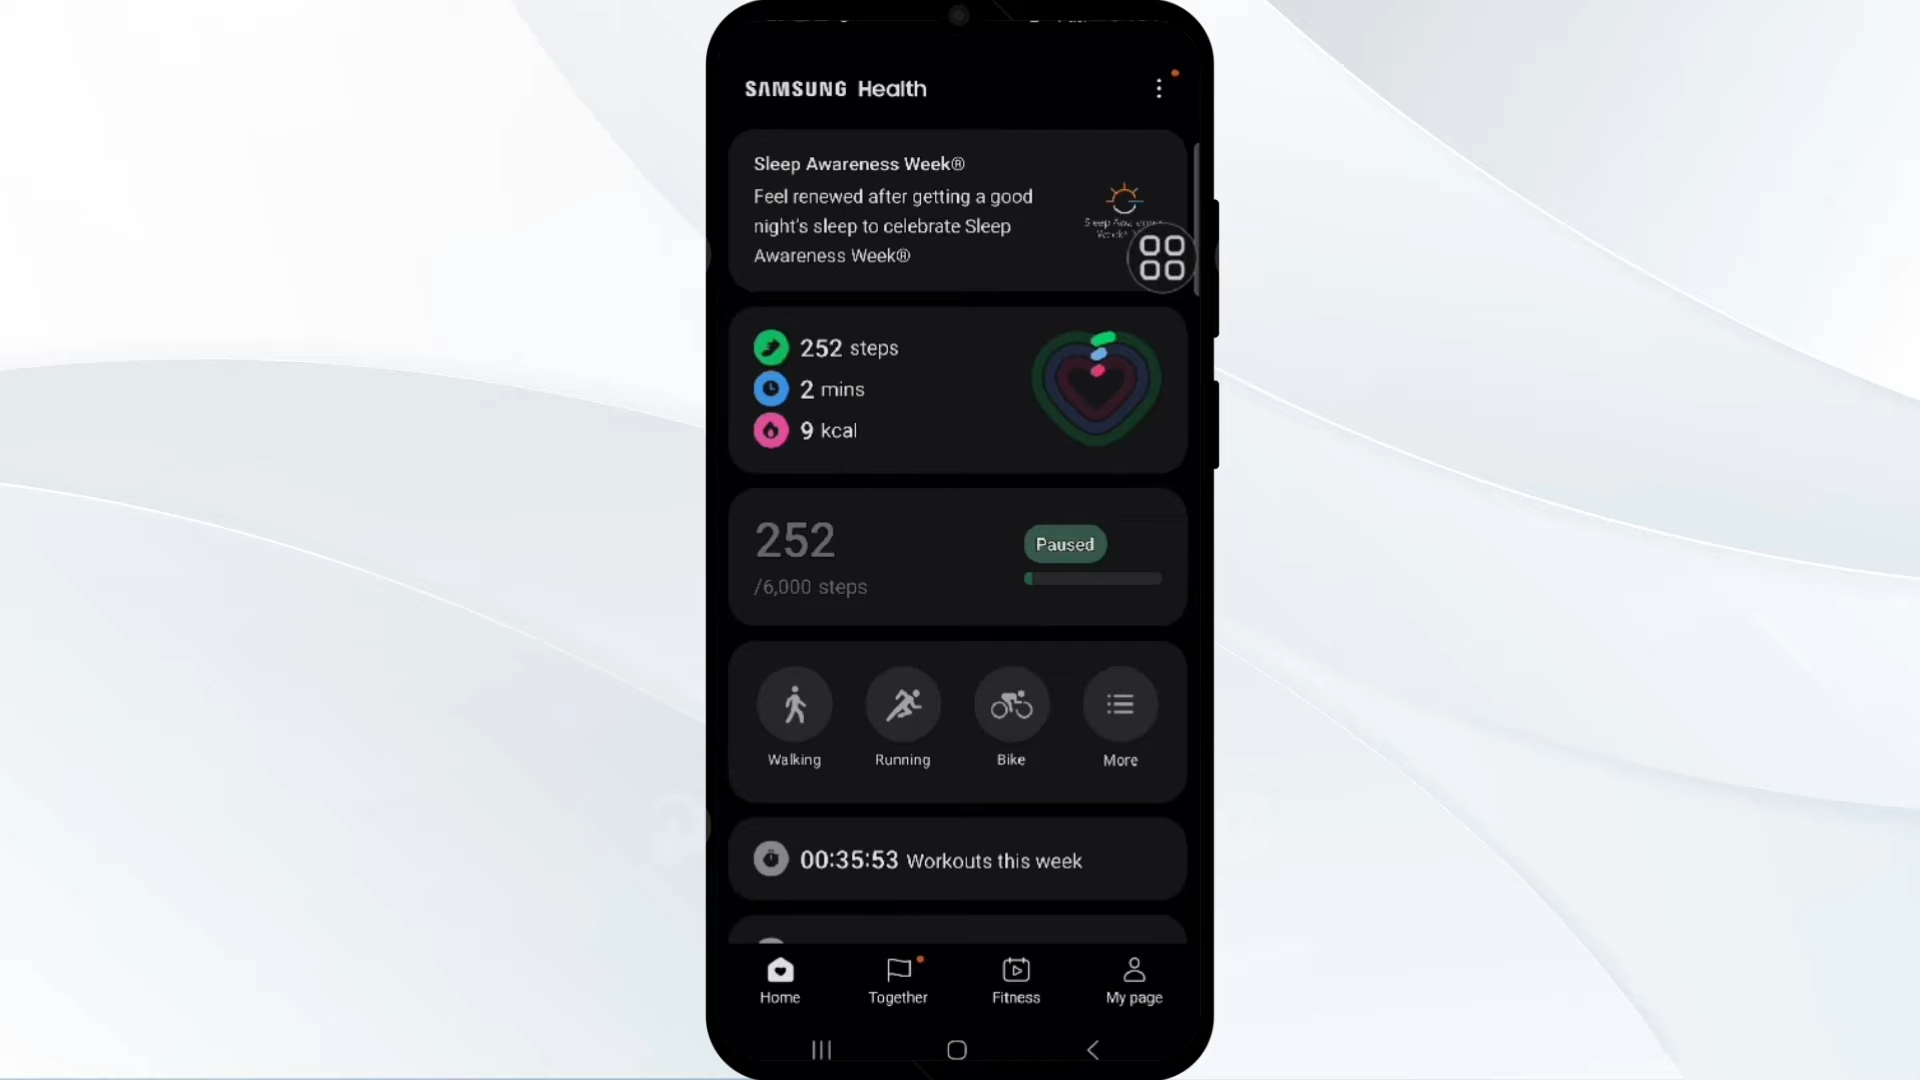 SAMSUNG Health
Sleep Awareness Week®
Feel renewed after getting a good
night's sleep to celebrate Sleep
Awareness Week®
252 steps
2 mins
9 kcal
252
/6,000 steps
Paused
Walking
Running
Bike
More
00:35:53 Workouts this week
Home
Together
Fitness
My page